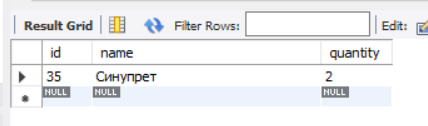 Result Grid Filter Rows: Edit:
id name quantity
35 Синупрет 2
NULL NULL NULL